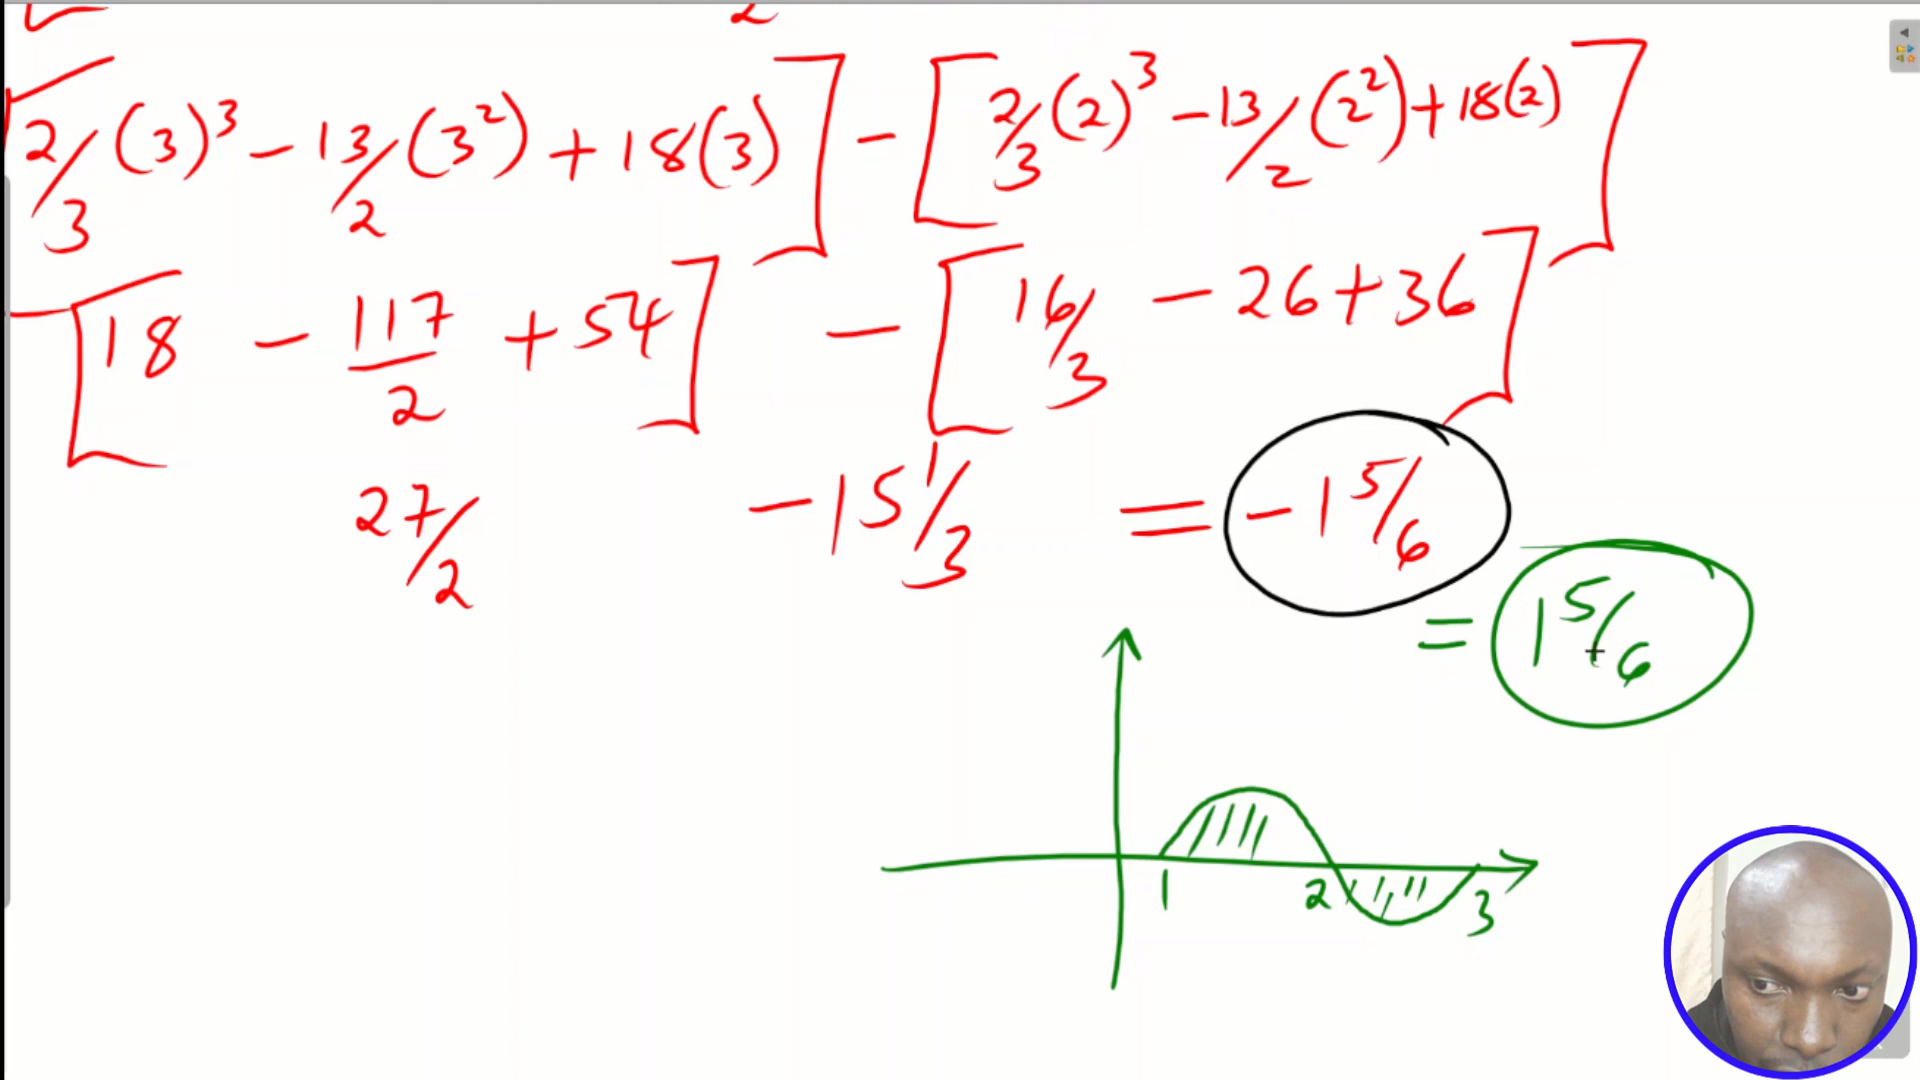 2
2/3 (3)³ - 13/2 (3²) + 18(3)] - [2/3 (2)³ - 13/2 (2²) + 18(2)]
[18 - 117/2 + 54] - [16/3 - 26 + 36]
27/2 - 15 1/3 = -1 5/6
= 1 5/6
1 2 3